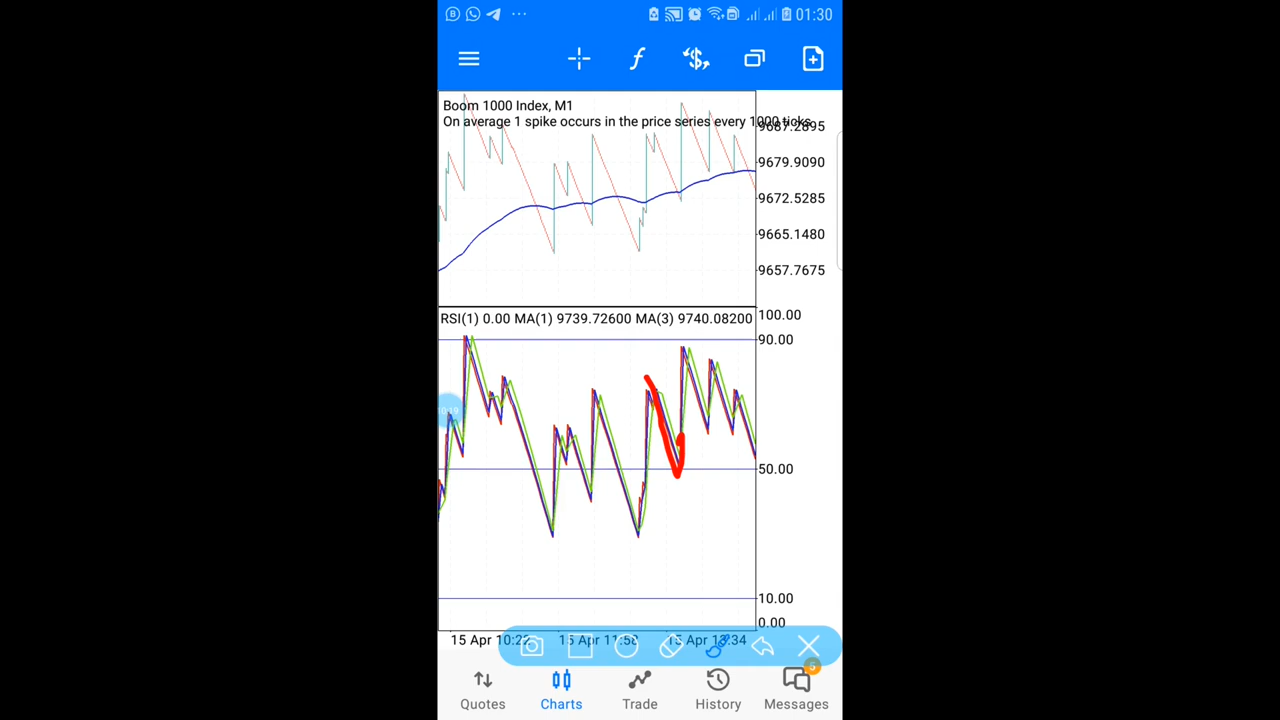 01:30
Boom 1000 Index, M1
On average 1 spike occurs in the price series every 1000 ticks
9687.2895
9679.9090
9672.5285
9665.1480
9657.7675
RSI(1) 0.00 MA(1) 9739.72600 MA(3) 9740.08200
100.00
90.00
50.00
10.00
0.00
15 Apr 10:22 15 Apr 11:58 15 Apr 13:34
5
Quotes Charts Trade History Messages